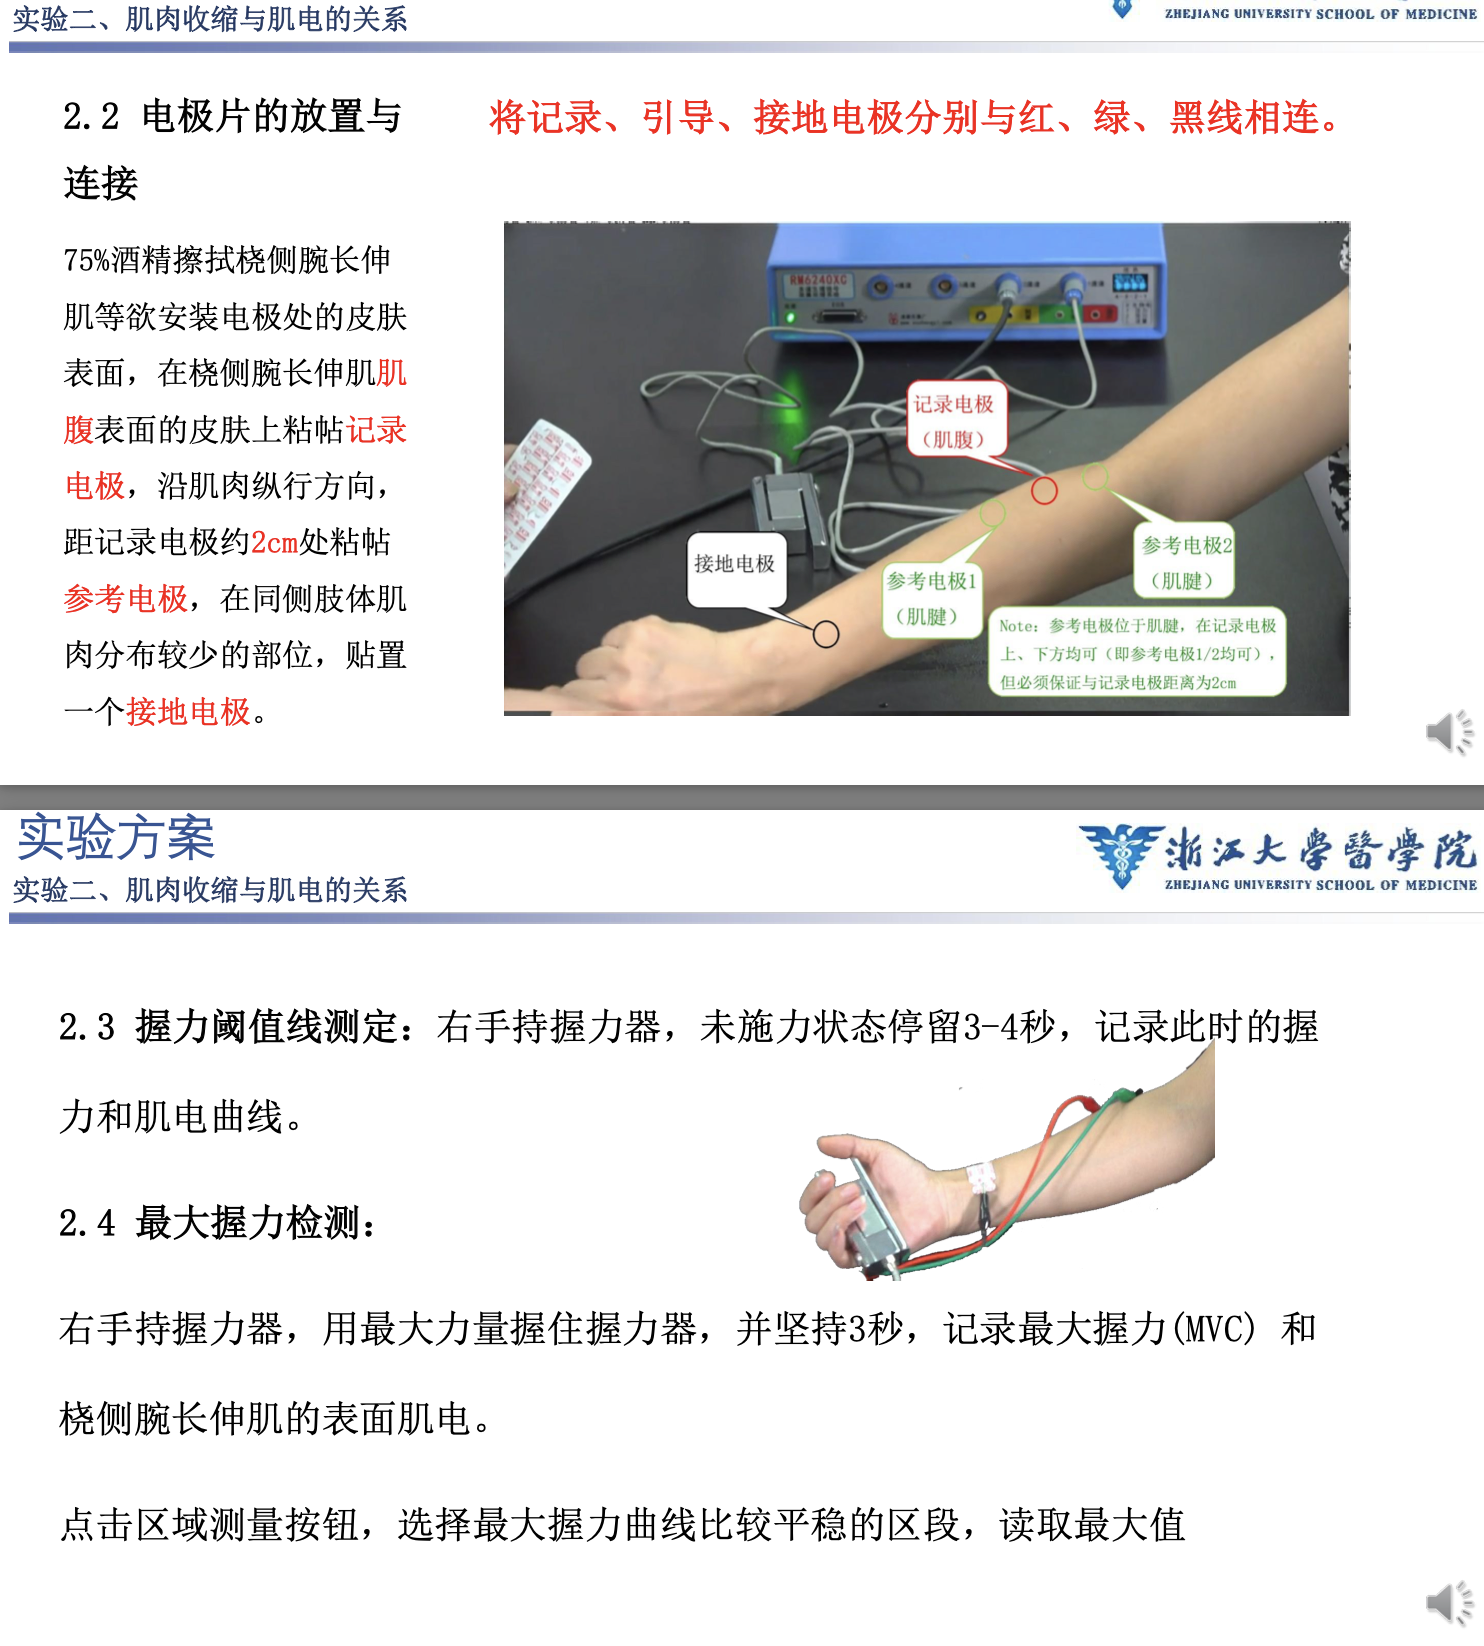 实验二、肌肉收缩与肌电的关系
ZHEJIANG UNIVERSITY SCHOOL OF MEDICINE
2.2 电极片的放置与
连接
将记录、引导、接地电极分别与红、绿、黑线相连。
75%酒精擦拭桡侧腕长伸
肌等欲安装电极处的皮肤
表面，在桡侧腕长伸肌肌
腹表面的皮肤上粘帖记录
电极，沿肌肉纵行方向，
距记录电极约2cm处粘帖
参考电极，在同侧肢体肌
肉分布较少的部位，贴置
一个接地电极。
RM6240XG
记录电极
（肌腹）
接地电极
参考电极1
（肌腱）
参考电极2
（肌腱）
Note：参考电极位于肌腱，在记录电极
上、下方均可（即参考电极1/2均可），
但必须保证与记录电极距离为2cm
实验方案
实验二、肌肉收缩与肌电的关系
浙江大学醫學院
ZHEJIANG UNIVERSITY SCHOOL OF MEDICINE
2.3 握力阈值线测定：右手持握力器，未施力状态停留3-4秒，记录此时的握
力和肌电曲线。
2.4 最大握力检测：
右手持握力器，用最大力量握住握力器，并坚持3秒，记录最大握力(MVC) 和
桡侧腕长伸肌的表面肌电。
点击区域测量按钮，选择最大握力曲线比较平稳的区段，读取最大值